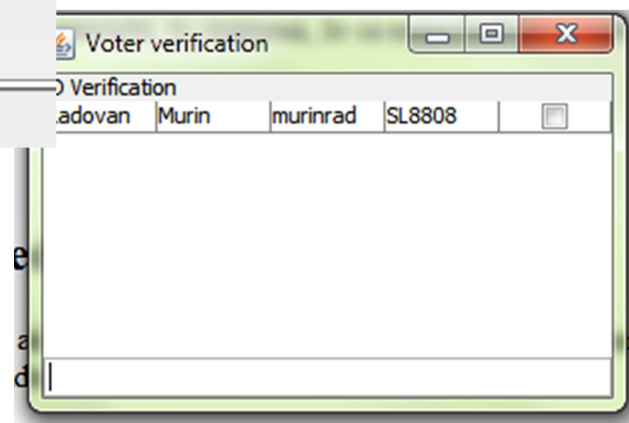 Voter verification
D Verification
adovan Murin murinrad SL8808
e
a
d